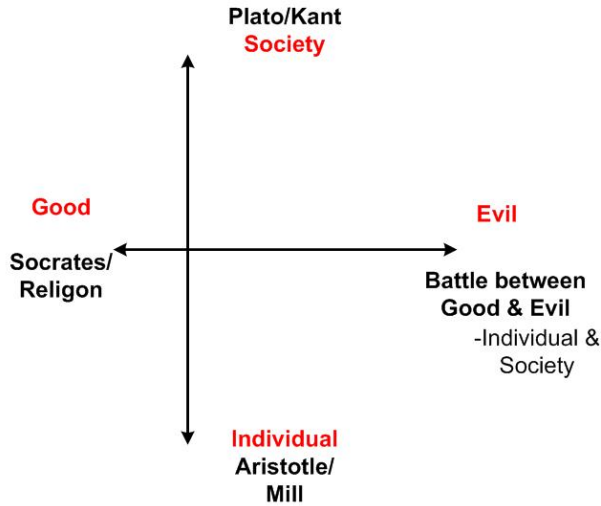 Plato/Kant
Society
Good
Evil
Socrates/
Religon
Battle between
Good & Evil
-Individual &
Society
Individual
Aristotle/
Mill